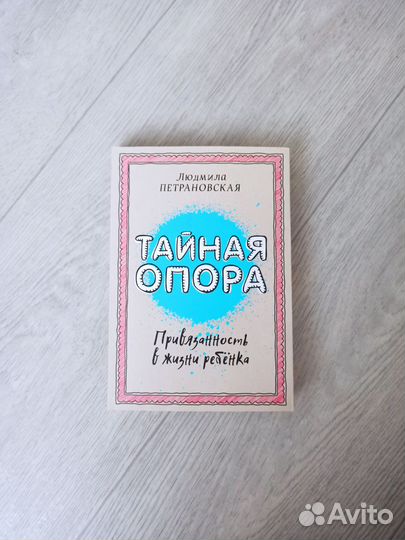 Людмила
ПЕТРАНОВСКАЯ
ТАЙНАЯ
ОПОРА
Привязанность
в жизни ребёнка
Avito